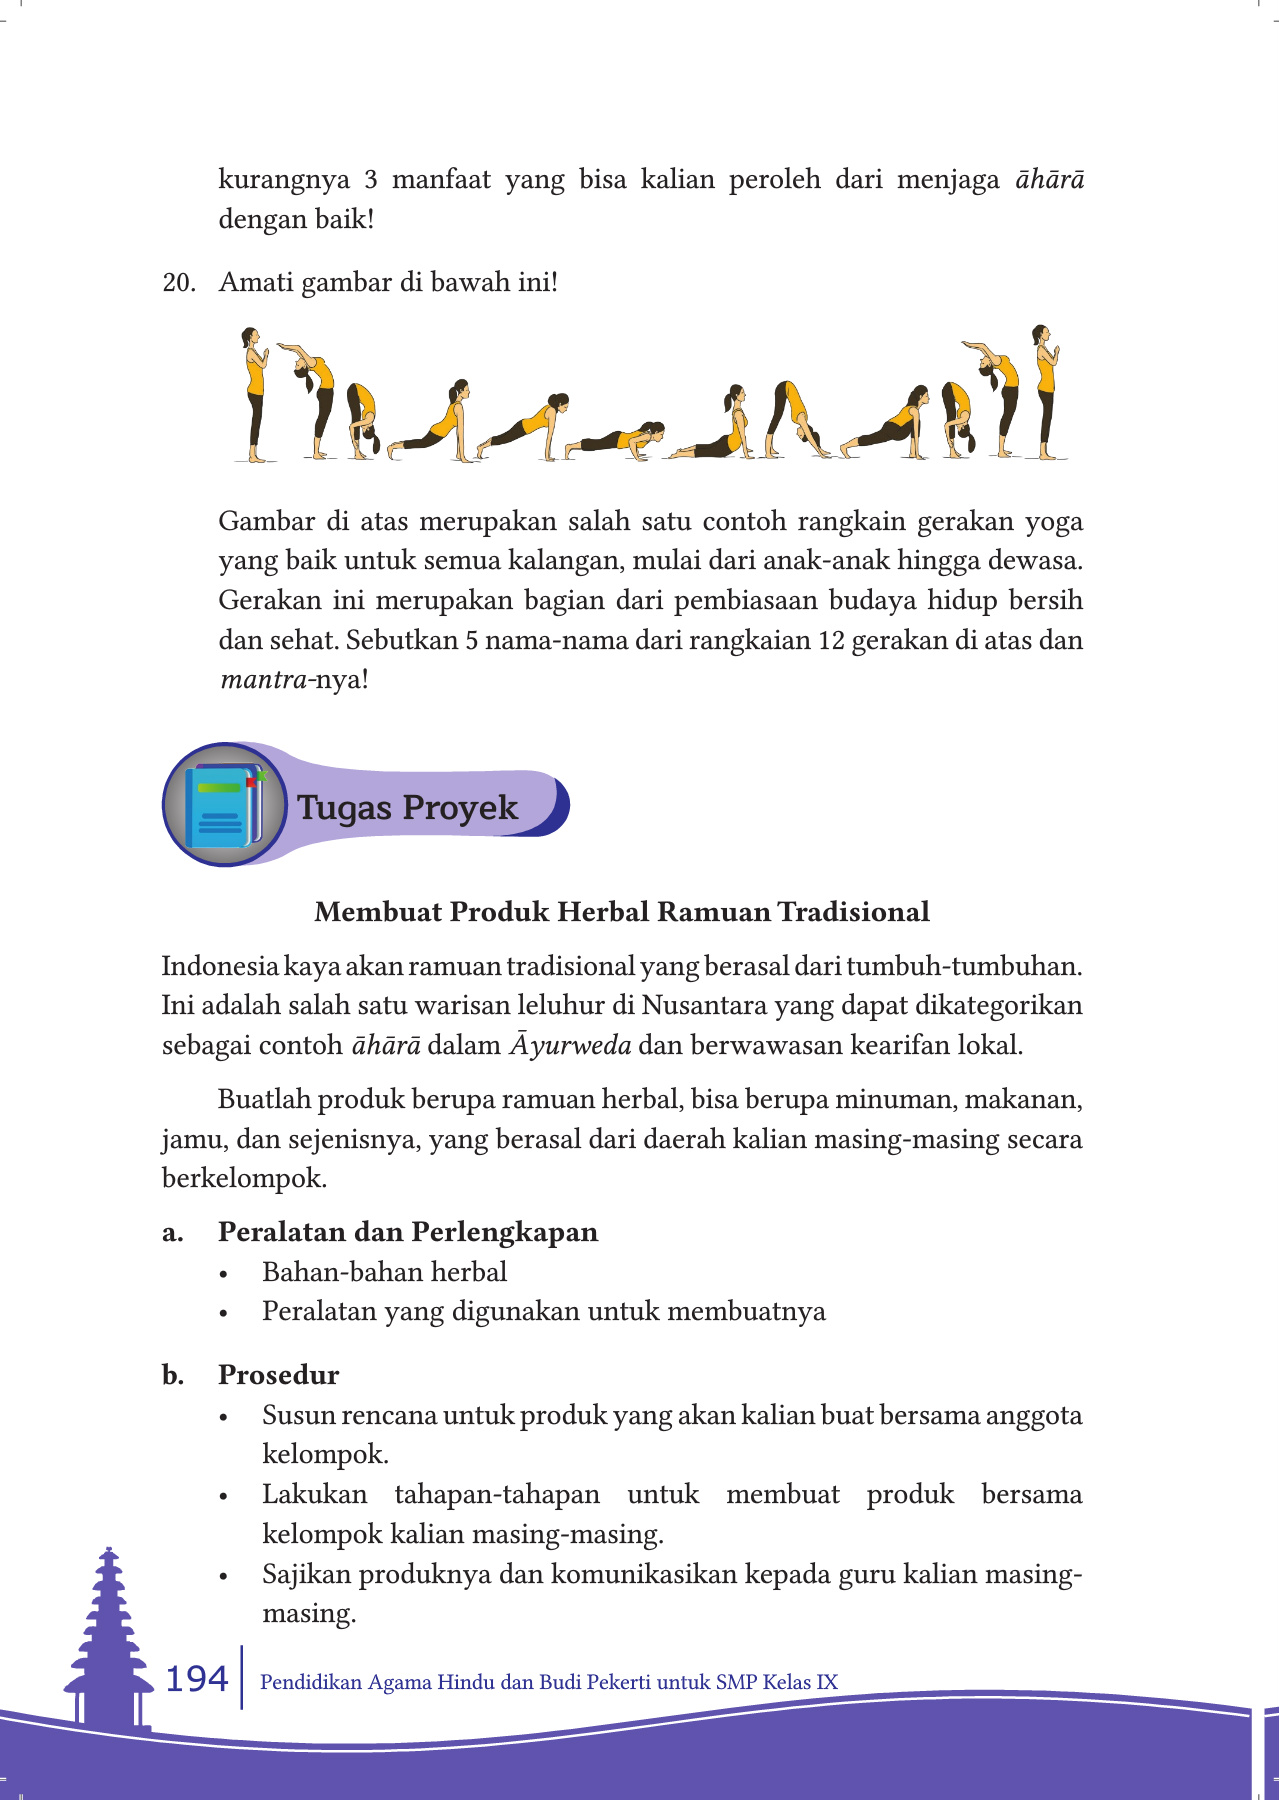 kurangnya 3 manfaat yang bisa kalian peroleh dari menjaga āhārā
dengan baik!
20. Amati gambar di bawah ini!
Gambar di atas merupakan salah satu contoh rangkain gerakan yoga
yang baik untuk semua kalangan, mulai dari anak-anak hingga dewasa.
Gerakan ini merupakan bagian dari pembiasaan budaya hidup bersih
dan sehat. Sebutkan 5 nama-nama dari rangkaian 12 gerakan di atas dan
mantra-nya!
Tugas Proyek
Membuat Produk Herbal Ramuan Tradisional
Indonesia kaya akan ramuan tradisional yang berasal dari tumbuh-tumbuhan.
Ini adalah salah satu warisan leluhur di Nusantara yang dapat dikategorikan
sebagai contoh āhārā dalam Āyurweda dan berwawasan kearifan lokal.
Buatlah produk berupa ramuan herbal, bisa berupa minuman, makanan,
jamu, dan sejenisnya, yang berasal dari daerah kalian masing-masing secara
berkelompok.
a. Peralatan dan Perlengkapan
• Bahan-bahan herbal
• Peralatan yang digunakan untuk membuatnya
b. Prosedur
• Susun rencana untuk produk yang akan kalian buat bersama anggota
kelompok.
• Lakukan tahapan-tahapan untuk membuat produk bersama
kelompok kalian masing-masing.
• Sajikan produknya dan komunikasikan kepada guru kalian masing-
masing.
194 Pendidikan Agama Hindu dan Budi Pekerti untuk SMP Kelas IX